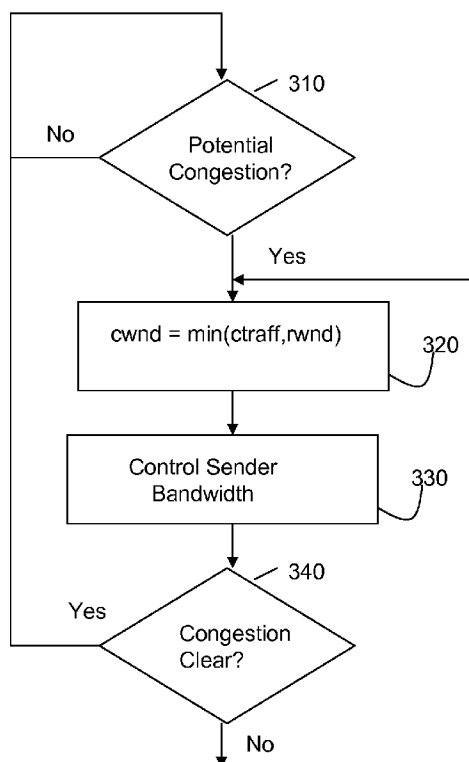 310
No
Potential
Congestion?
Yes
cwnd = min(ctraff,rwnd)
320
Control Sender
Bandwidth
330
340
Yes
Congestion
Clear?
No